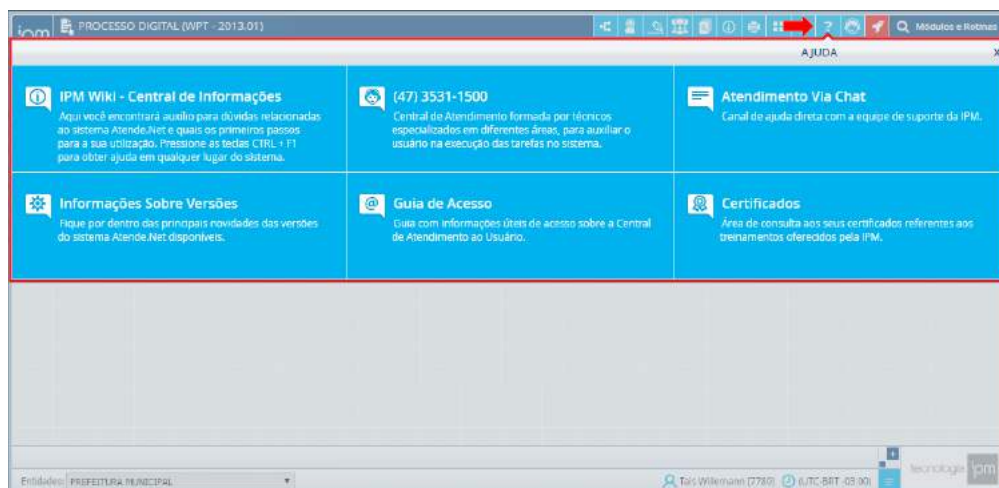 ipm PROCESSO DIGITAL (WPT - 2013.01) ? Módulos e Rotinas
AJUDA X
IPM Wiki - Central de Informações
Aqui você encontrará auxílio para dúvidas relacionadas
ao sistema Atende.Net e quais os primeiros passos
para a sua utilização. Pressione as teclas CTRL + F1
para obter ajuda em qualquer lugar do sistema.
(47) 3531-1500
Central de Atendimento formada por técnicos
especializados em diferentes áreas, para auxiliar o
usuário na execução das tarefas no sistema.
Atendimento Via Chat
Canal de ajuda direta com a equipe de suporte da IPM.
Informações Sobre Versões
Fique por dentro das principais novidades das versões
do sistema Atende.Net disponíveis.
Guia de Acesso
Guia com informações úteis de acesso sobre a Central
de Atendimento ao Usuário.
Certificados
Área de consulta aos seus certificados referentes aos
treinamentos oferecidos pela IPM.
Entidades: PREFEITURA MUNICIPAL Tais Willemann (7780) (UTC-BRT -03:00) tecnologia ipm